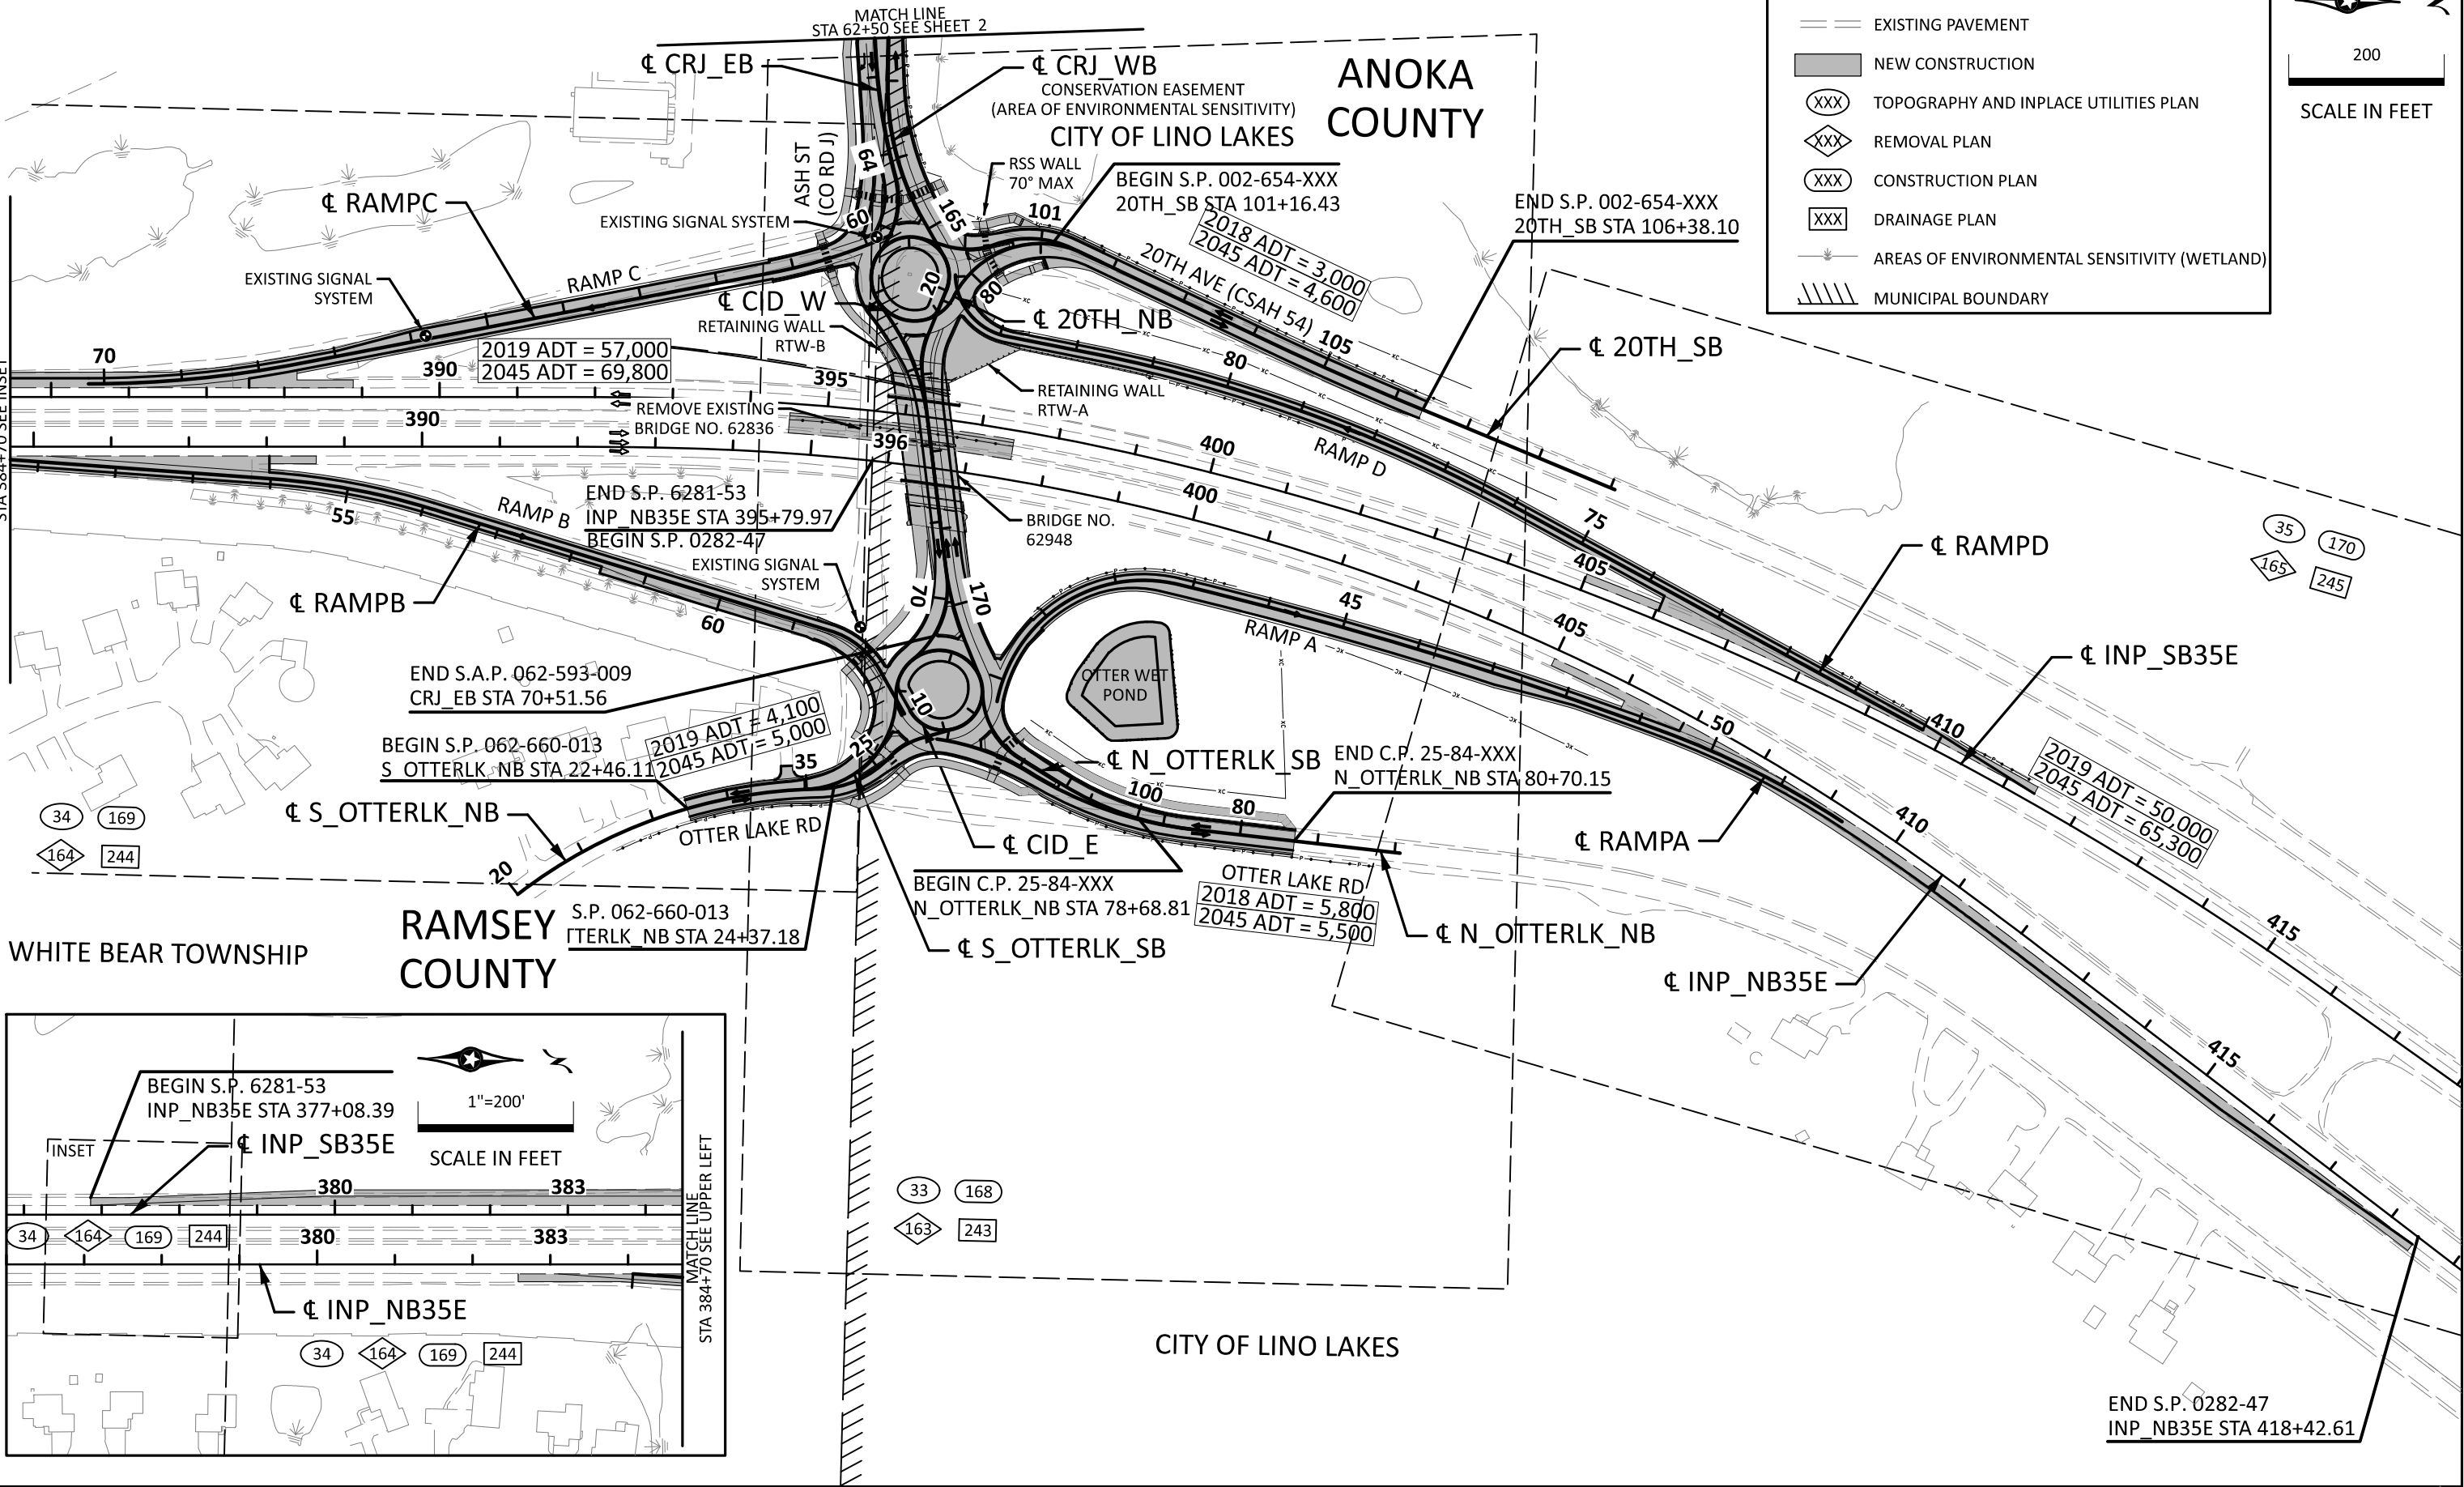 MATCH LINE
STA 62+50 SEE SHEET 2
℄ CRJ_EB
℄ CRJ_WB
CONSERVATION EASEMENT
(AREA OF ENVIRONMENTAL SENSITIVITY)
CITY OF LINO LAKES
ANOKA
COUNTY
EXISTING PAVEMENT
NEW CONSTRUCTION
XXX TOPOGRAPHY AND INPLACE UTILITIES PLAN
XXX REMOVAL PLAN
XXX CONSTRUCTION PLAN
XXX DRAINAGE PLAN
AREAS OF ENVIRONMENTAL SENSITIVITY (WETLAND)
MUNICIPAL BOUNDARY
200
SCALE IN FEET
ASH ST
(CO RD J)
64
60
165
RSS WALL
70° MAX
101
BEGIN S.P. 002-654-XXX
20TH_SB STA 101+16.43
2018 ADT = 3,000
2045 ADT = 4,600
20TH AVE (CSAH 54)
105
END S.P. 002-654-XXX
20TH_SB STA 106+38.10
℄ 20TH_SB
℄ RAMPC
EXISTING SIGNAL SYSTEM
EXISTING SIGNAL
SYSTEM
RAMP C
℄ CID_W
RETAINING WALL
RTW-B
20
80
℄ 20TH_NB
80
70
390
2019 ADT = 57,000
2045 ADT = 69,800
395
RETAINING WALL
RTW-A
390
REMOVE EXISTING
BRIDGE NO. 62836
396
400
RAMP D
400
75
405
℄ RAMPD
35 170
165 245
55
RAMP B
END S.P. 6281-53
INP_NB35E STA 395+79.97
BEGIN S.P. 0282-47
BRIDGE NO.
62948
EXISTING SIGNAL
SYSTEM
℄ RAMPB
60
70
170
45
RAMP A
405
℄ INP_SB35E
END S.A.P. 062-593-009
CRJ_EB STA 70+51.56
OTTER WET
POND
10
50
410
2019 ADT = 50,000
2045 ADT = 65,300
BEGIN S.P. 062-660-013
S_OTTERLK_NB STA 22+46.11
2019 ADT = 4,100
2045 ADT = 5,000
35
25
℄ N_OTTERLK_SB
END C.P. 25-84-XXX
N_OTTERLK_NB STA 80+70.15
100
80
34 169
164 244
℄ S_OTTERLK_NB
OTTER LAKE RD
20
℄ CID_E
℄ RAMPA
410
BEGIN C.P. 25-84-XXX
N_OTTERLK_NB STA 78+68.81
OTTER LAKE RD
2018 ADT = 5,800
2045 ADT = 5,500
℄ N_OTTERLK_NB
415
RAMSEY
COUNTY
S.P. 062-660-013
TTERLK_NB STA 24+37.18
℄ S_OTTERLK_SB
WHITE BEAR TOWNSHIP
℄ INP_NB35E
415
BEGIN S.P. 6281-53
INP_NB35E STA 377+08.39
1"=200'
SCALE IN FEET
INSET
℄ INP_SB35E
380
383
34 164 169 244
380
383
MATCH LINE
STA 384+70 SEE UPPER LEFT
℄ INP_NB35E
34 164 169 244
33 168
163 243
CITY OF LINO LAKES
END S.P. 0282-47
INP_NB35E STA 418+42.61